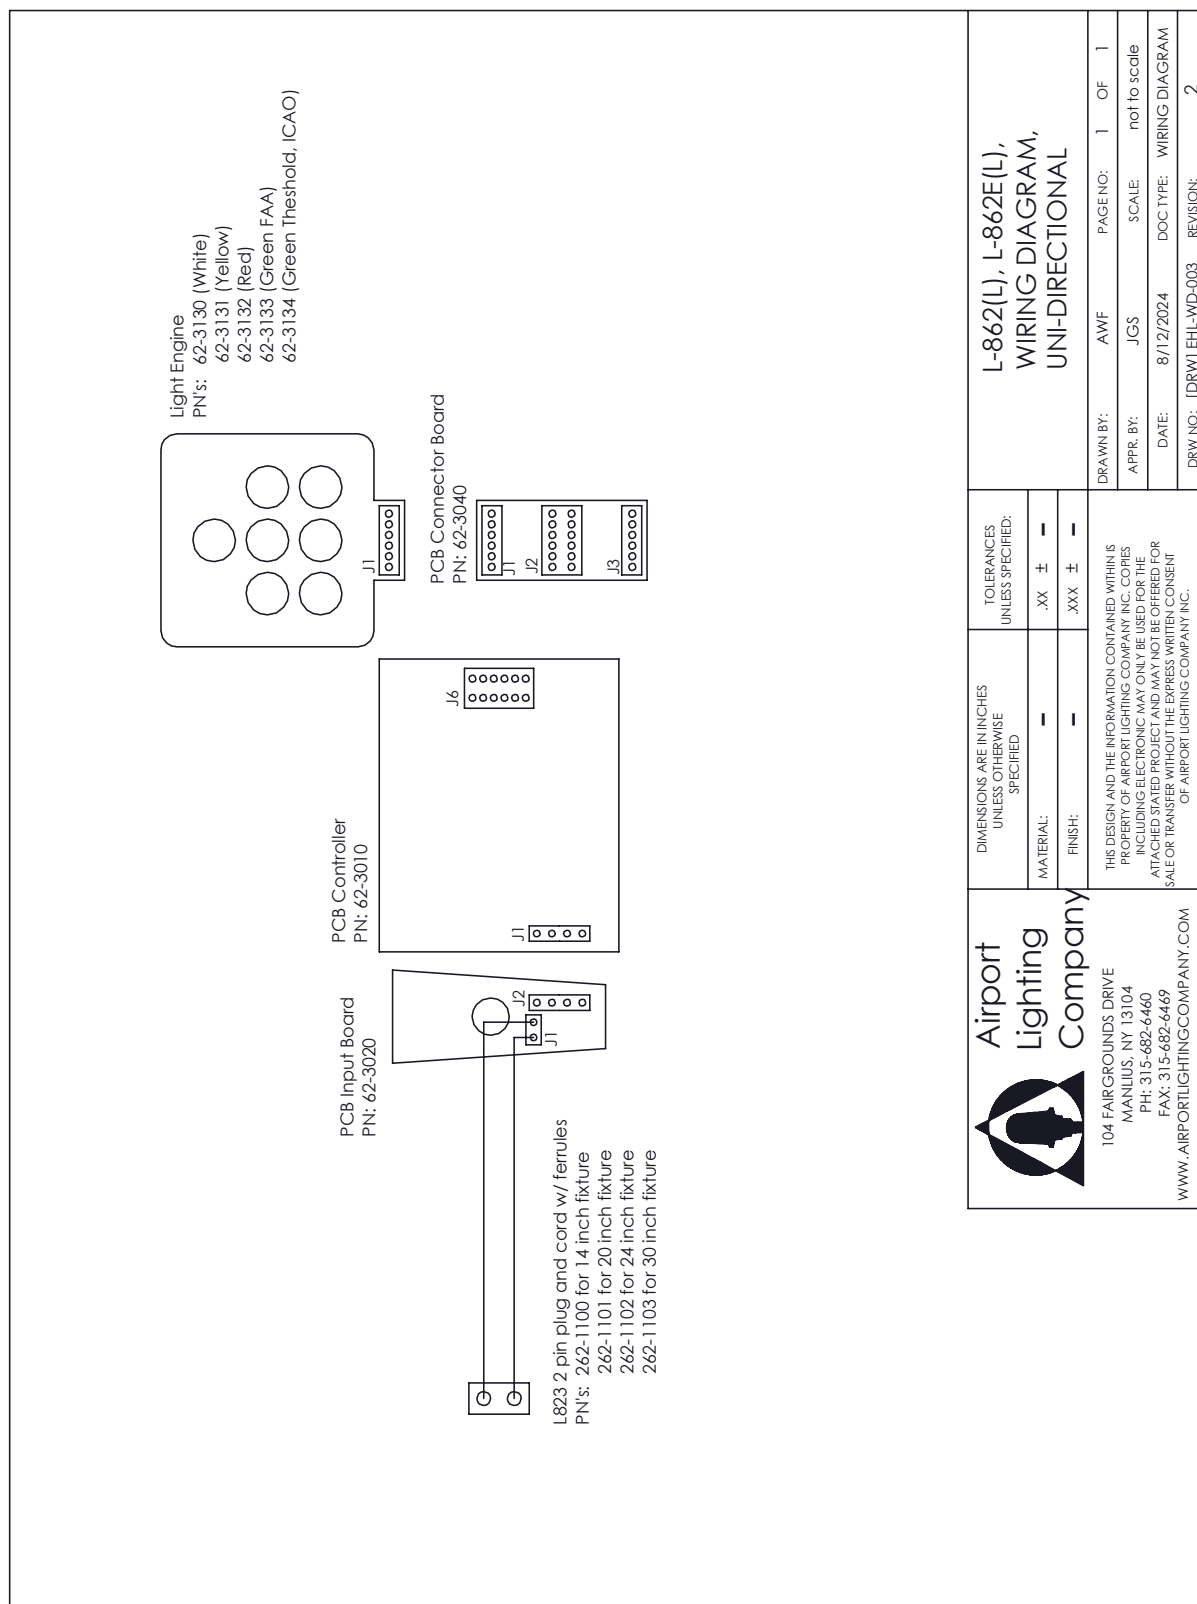 Light Engine
PN's: 62-3130 (White)
62-3131 (Yellow)
62-3132 (Red)
62-3133 (Green FAA)
62-3134 (Green Theshold, ICAO)
J1
PCB Connector Board
PN: 62-3040
J1
J2
J3
PCB Controller
PN: 62-3010
J6
J1
PCB Input Board
PN: 62-3020
J2
J1
L823 2 pin plug and cord w/ ferrules
PN's: 262-1100 for 14 inch fixture
262-1101 for 20 inch fixture
262-1102 for 24 inch fixture
262-1103 for 30 inch fixture
Airport
Lighting
Company
104 FAIRGROUNDS DRIVE
MANLIUS, NY 13104
PH: 315-682-6460
FAX: 315-682-6469
WWW.AIRPORTLIGHTINGCOMPANY.COM
DIMENSIONS ARE IN INCHES
UNLESS OTHERWISE
SPECIFIED
MATERIAL: -
FINISH: -
TOLERANCES
UNLESS SPECIFIED:
.XX ± -
.XXX ± -
THIS DESIGN AND THE INFORMATION CONTAINED WITHIN IS
PROPERTY OF AIRPORT LIGHTING COMPANY INC. COPIES
INCLUDING ELECTRONIC MAY ONLY BE USED FOR THE
ATTACHED STATED PROJECT AND MAY NOT BE OFFERED FOR
SALE OR TRANSFER WITHOUT THE EXPRESS WRITTEN CONSENT
OF AIRPORT LIGHTING COMPANY INC.
L-862(L), L-862E(L),
WIRING DIAGRAM,
UNI-DIRECTIONAL
DRAWN BY: AWF PAGE NO: 1 OF 1
APPR. BY: JGS SCALE: not to scale
DATE: 8/12/2024 DOC TYPE: WIRING DIAGRAM
DRW NO: [DRW] EHL-WD-003 REVISION: 2